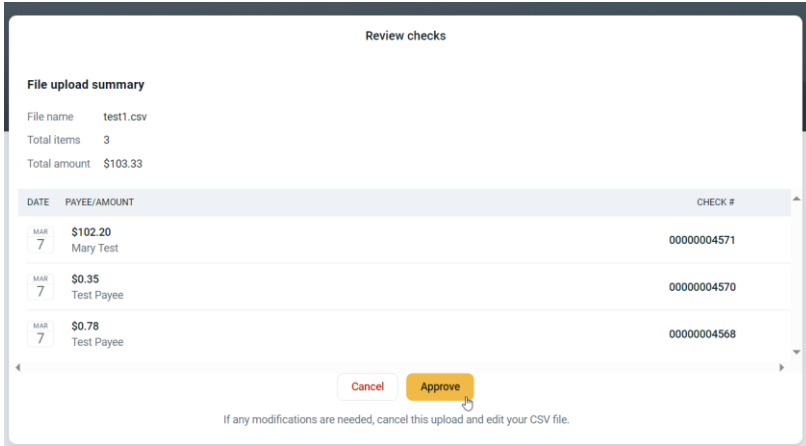 Review checks
File upload summary
File name test1.csv
Total items 3
Total amount $103.33
DATE PAYEE/AMOUNT CHECK #
MAR
7
$102.20
Mary Test
00000004571
MAR
7
$0.35
Test Payee
00000004570
MAR
7
$0.78
Test Payee
00000004568
Cancel Approve
If any modifications are needed, cancel this upload and edit your CSV file.